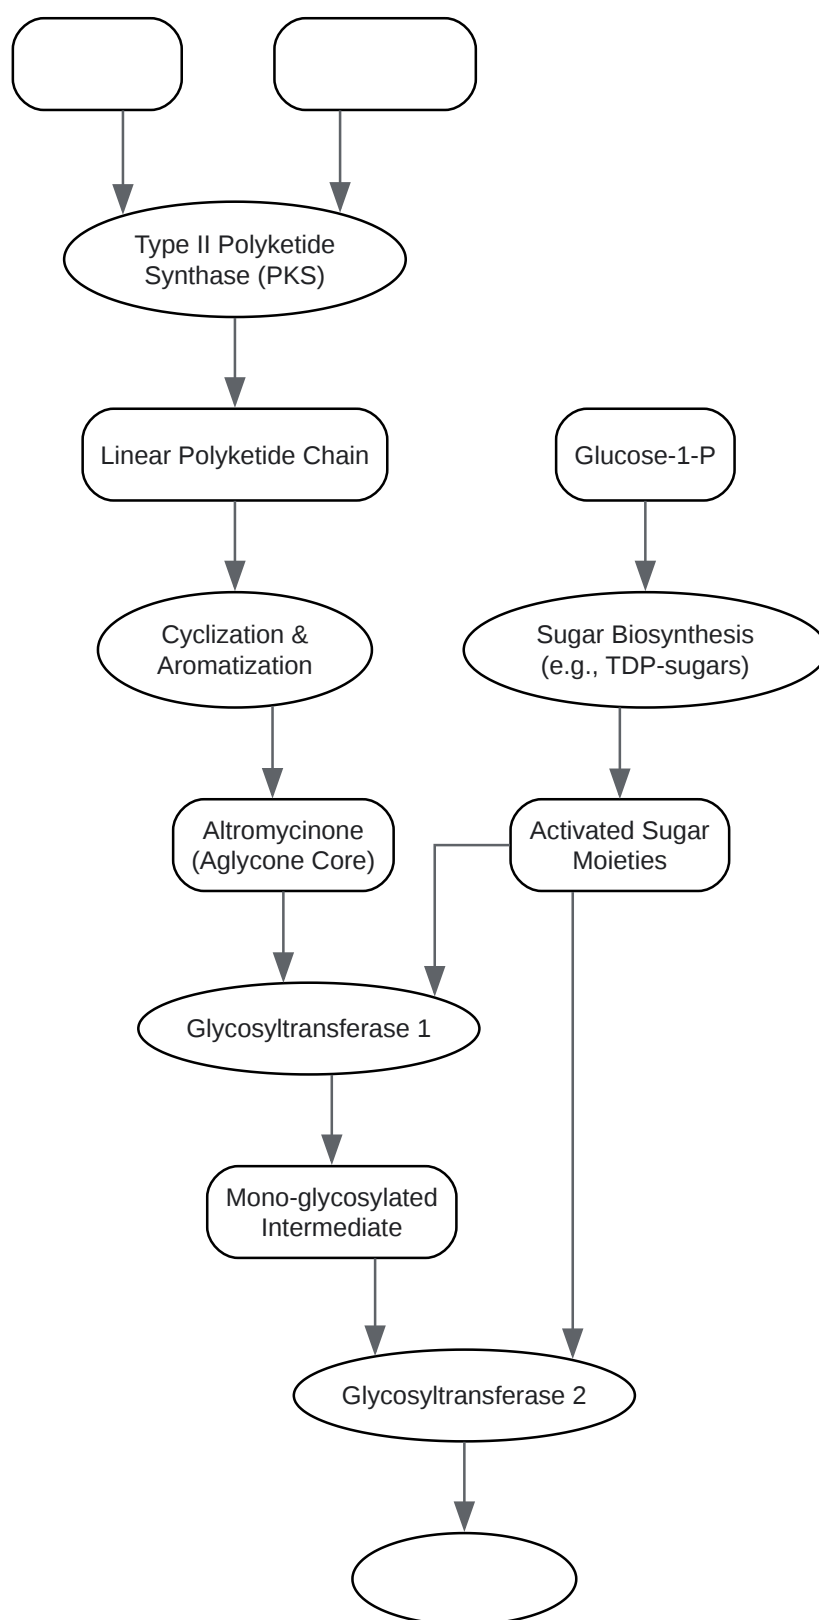 Type II Polyketide
Synthase (PKS)
Linear Polyketide Chain
Glucose-1-P
Cyclization &
Aromatization
Sugar Biosynthesis
(e.g., TDP-sugars)
Altromycinone
(Aglycone Core)
Activated Sugar
Moieties
Glycosyltransferase 1
Mono-glycosylated
Intermediate
Glycosyltransferase 2